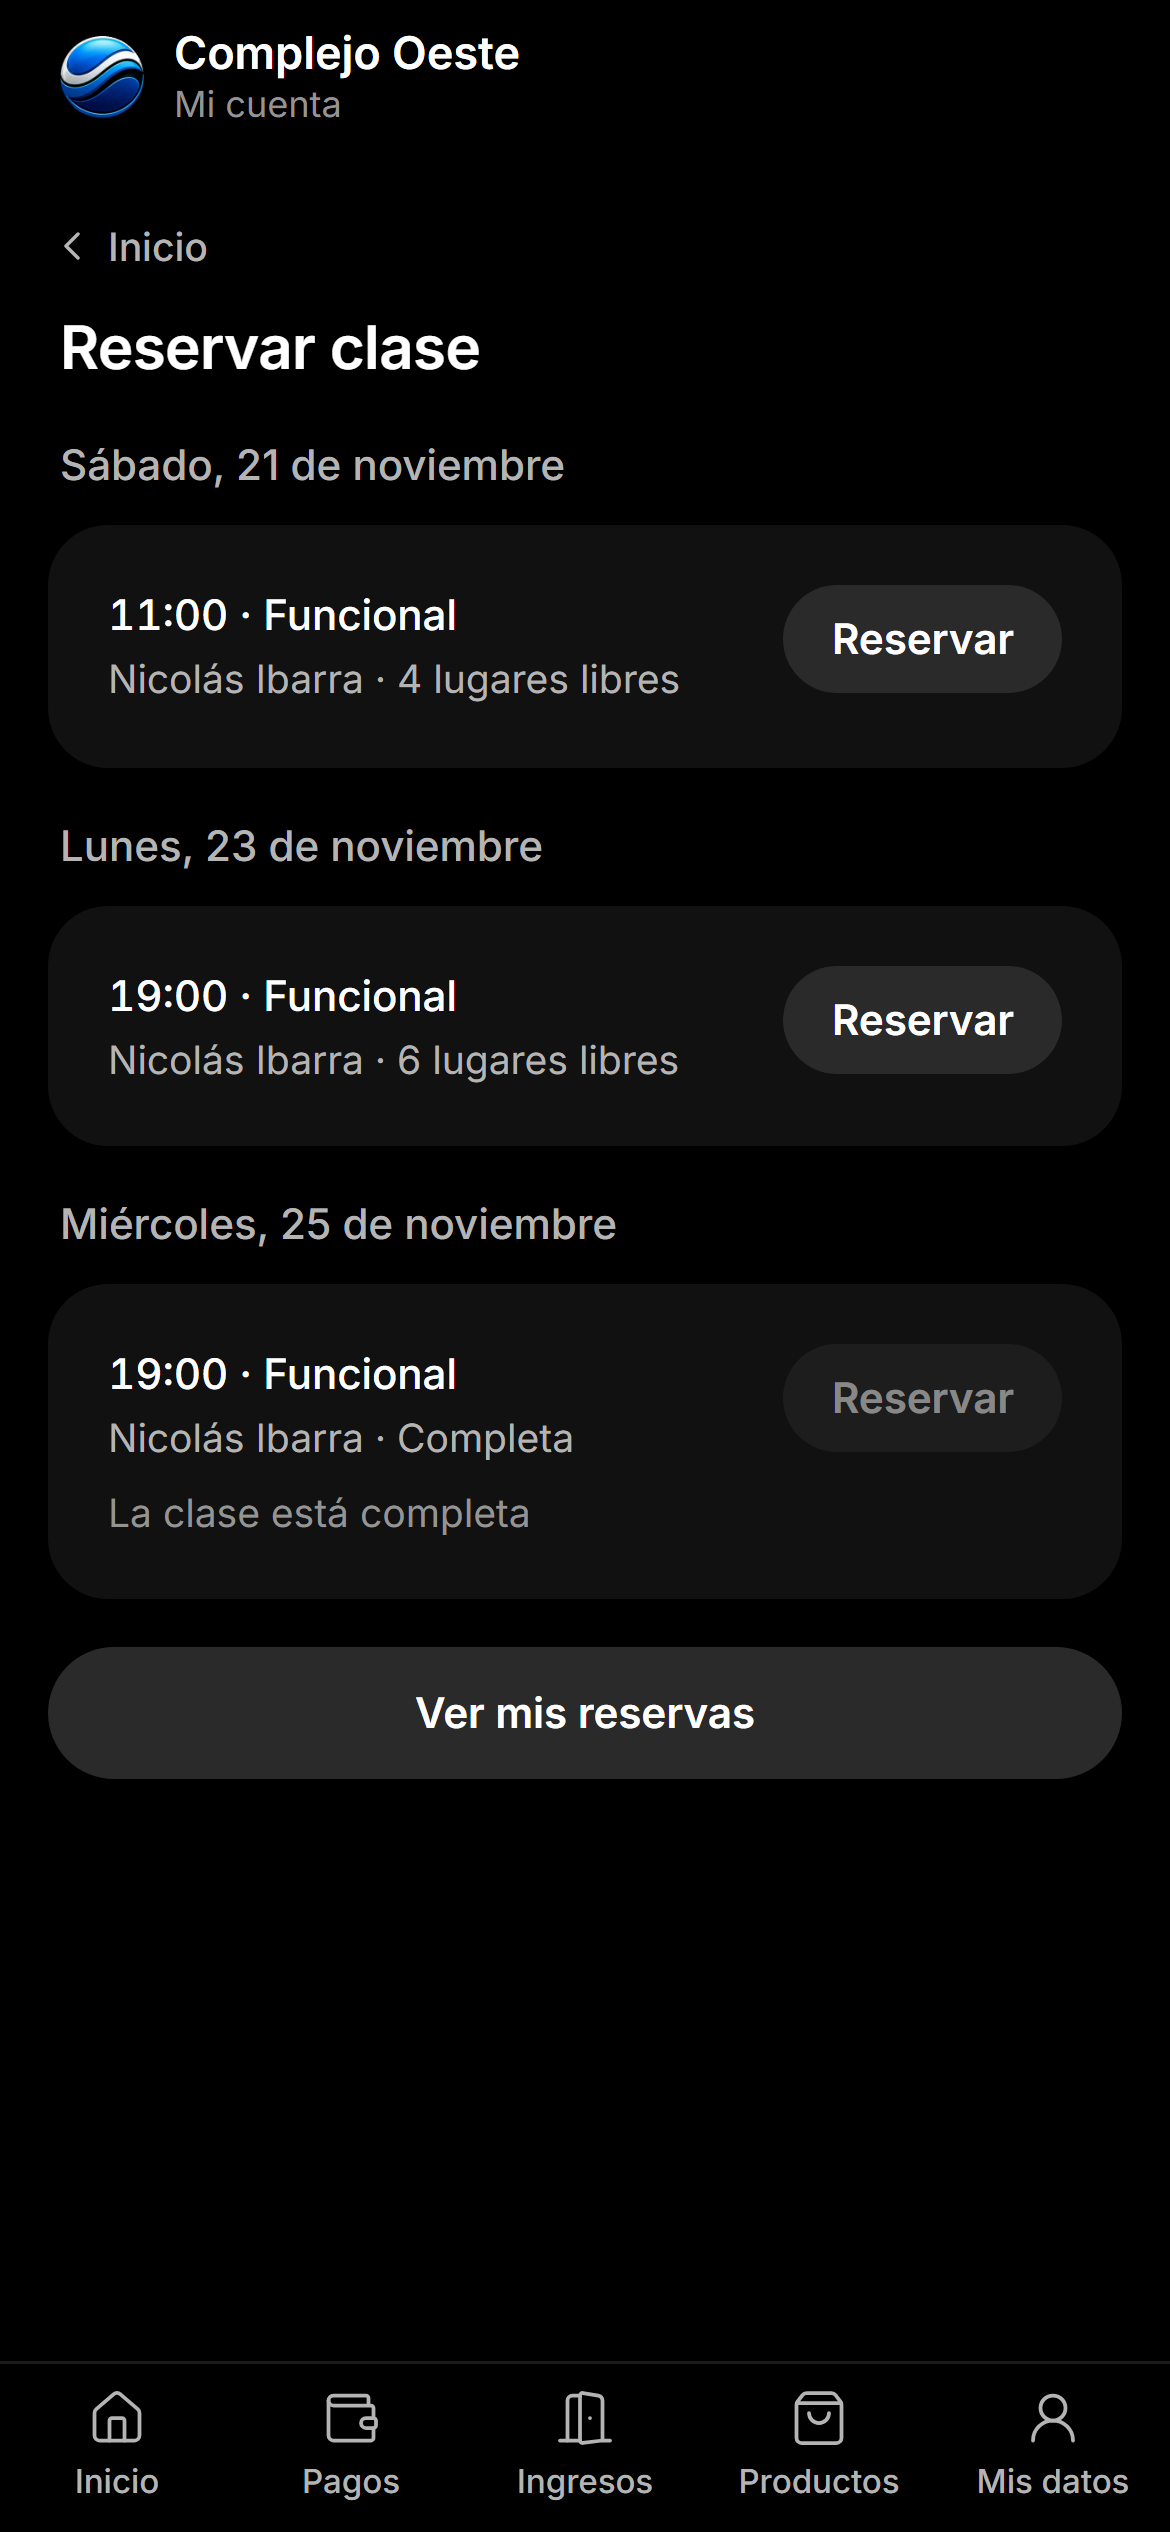 Complejo Oeste
Mi cuenta
Inicio
Reservar clase
Sábado, 21 de noviembre
11:00 · Funcional
Nicolás Ibarra · 4 lugares libres
Reservar
Lunes, 23 de noviembre
19:00 · Funcional
Nicolás Ibarra · 6 lugares libres
Reservar
Miércoles, 25 de noviembre
19:00 · Funcional
Nicolás Ibarra · Completa
La clase está completa
Reservar
Ver mis reservas
Inicio
Pagos
Ingresos
Productos
Mis datos